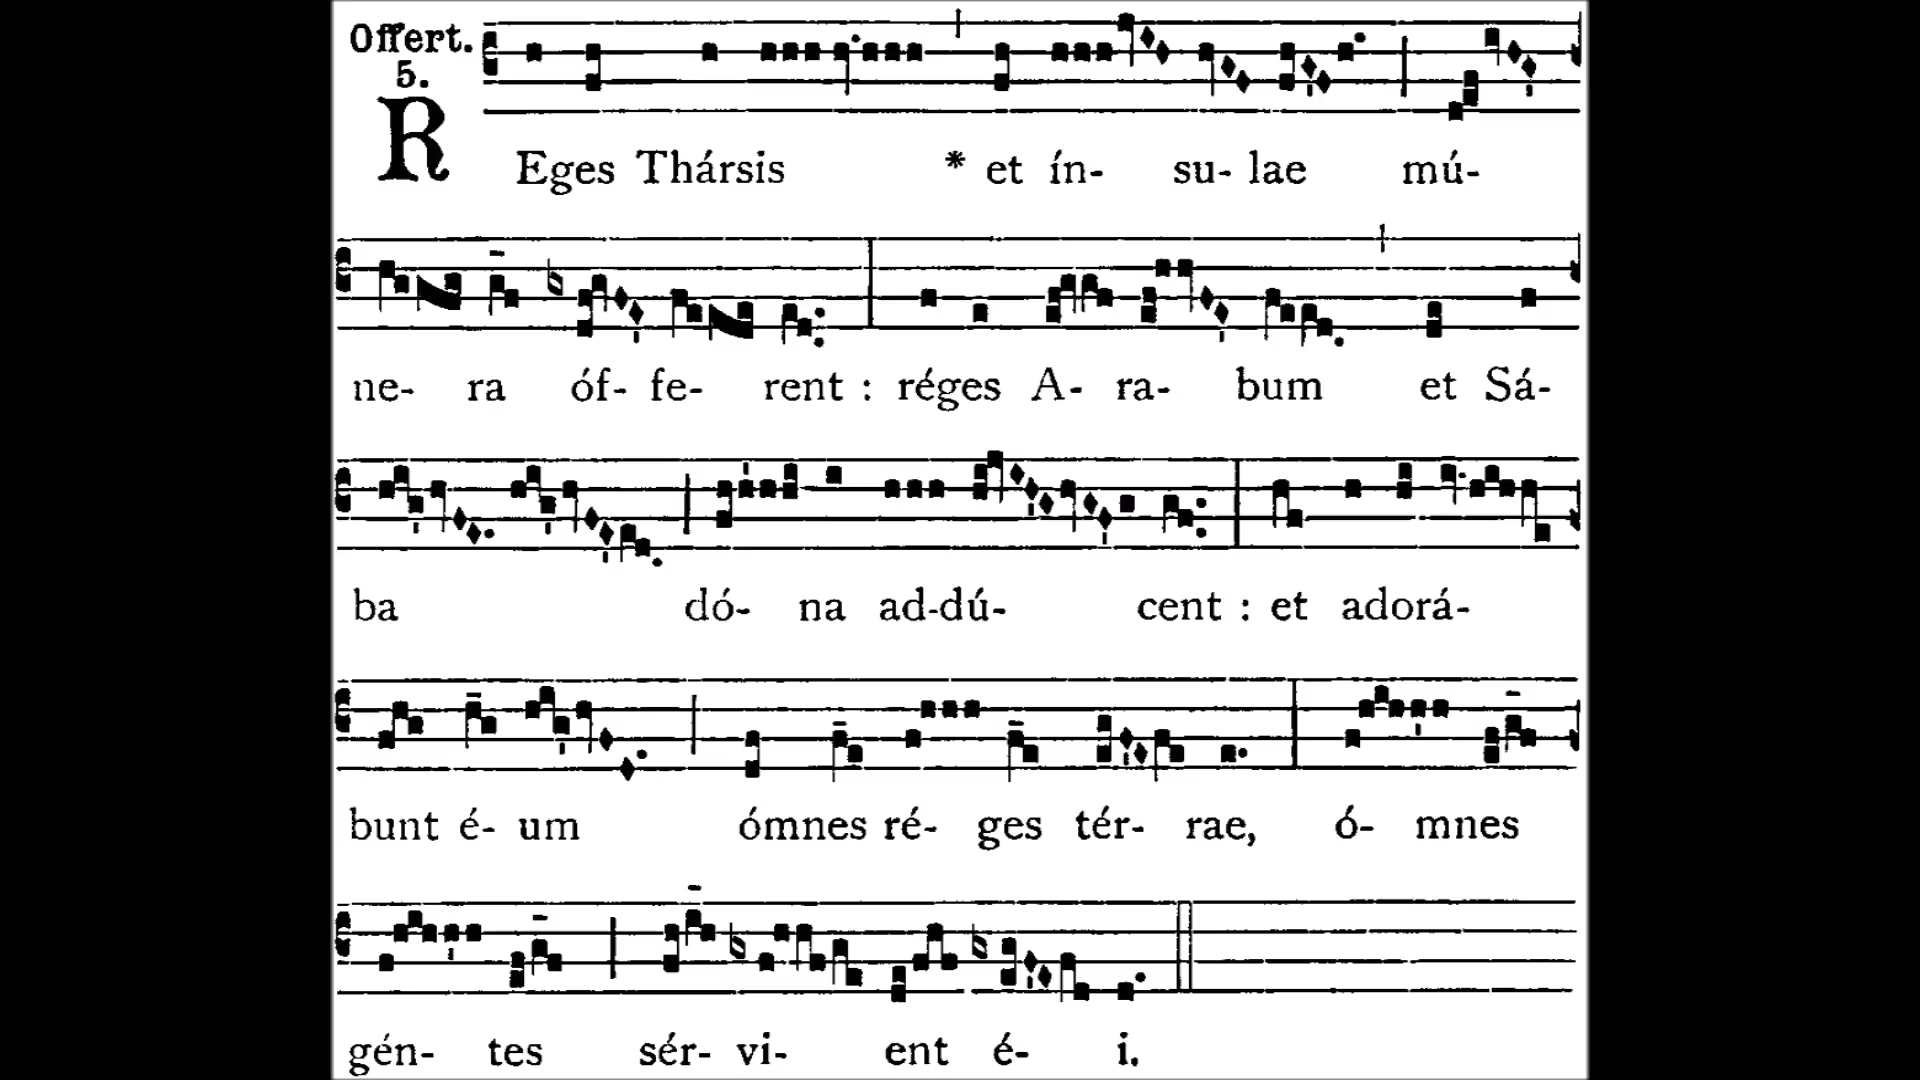 Offert.
5.
REges Thársis * et ín- su- lae mú-
ne- ra óf- fe- rent : réges A- ra- bum et Sá-
ba dó- na ad-dú- cent : et adorá-
bunt é- um ómnes ré- ges tér- rae, ó- mnes
gén- tes sér- vi- ent é- i.